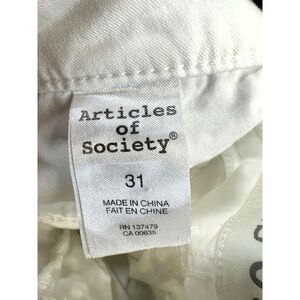 Articles
of
Society®
31
MADE IN CHINA
FAIT EN CHINE
RN 137479
CA 00635